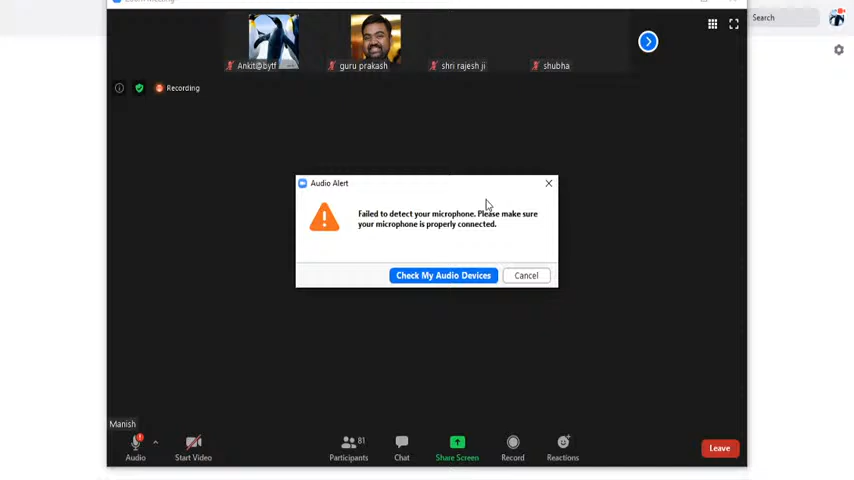 Zoom Meeting
Search
Ankit@bytf
guru prakash
shri rajesh ji
shubha
Recording
Audio Alert
Failed to detect your microphone. Please make sure
your microphone is properly connected.
Check My Audio Devices
Cancel
Manish
81
Audio
Start Video
Participants
Chat
Share Screen
Record
Reactions
Leave